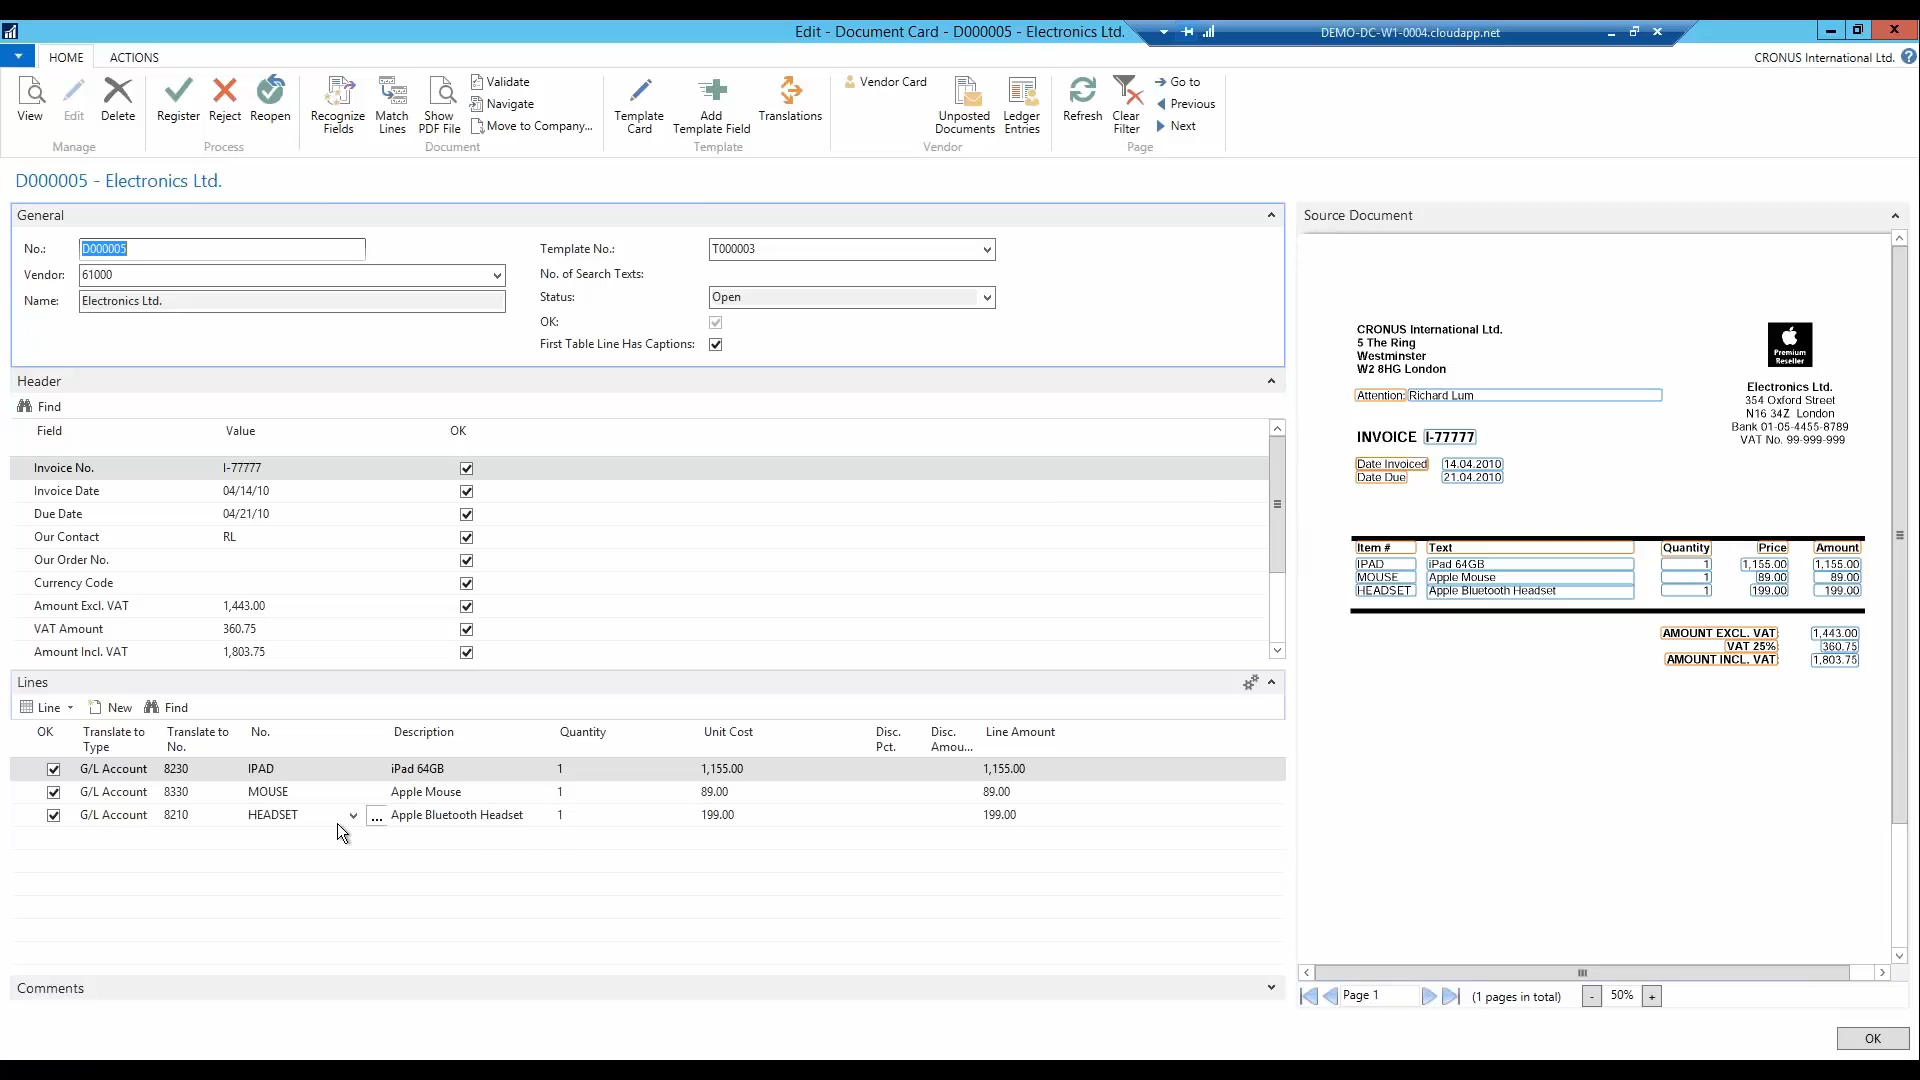 Edit - Document Card - D000005 - Electronics Ltd.
DEMO-DC-W1-0004.cloudapp.net
HOME
ACTIONS
CRONUS International Ltd.
View
Edit
Delete
Manage
Register
Reject
Reopen
Process
Recognize Fields
Match Lines
Show PDF File
Validate
Navigate
Move to Company...
Document
Template Card
Add Template Field
Translations
Template
Vendor Card
Unposted Documents
Ledger Entries
Vendor
Refresh
Clear Filter
Go to
Previous
Next
Page
D000005 - Electronics Ltd.
General
No.: D000005
Vendor: 61000
Name: Electronics Ltd.
Template No.: T000003
No. of Search Texts:
Status: Open
OK:
First Table Line Has Captions:
Header
Find
Field Value OK
Invoice No. I-77777
Invoice Date 04/14/10
Due Date 04/21/10
Our Contact RL
Our Order No.
Currency Code
Amount Excl. VAT 1,443.00
VAT Amount 360.75
Amount Incl. VAT 1,803.75
Lines
Line New Find
OK Translate to Type Translate to No. No. Description Quantity Unit Cost Disc. Pct. Disc. Amou... Line Amount
G/L Account 8230 IPAD iPad 64GB 1 1,155.00 1,155.00
G/L Account 8330 MOUSE Apple Mouse 1 89.00 89.00
G/L Account 8210 HEADSET ... Apple Bluetooth Headset 1 199.00 199.00
Comments
Source Document
CRONUS International Ltd.
5 The Ring
Westminster
W2 8HG London
Premium
Reseller
Attention: Richard Lum
Electronics Ltd.
354 Oxford Street
N16 34Z London
Bank 01-05-4455-8789
VAT No. 99-999-999
INVOICE I-77777
Date Invoiced 14.04.2010
Date Due 21.04.2010
Item # Text Quantity Price Amount
IPAD iPad 64GB 1 1,155.00 1,155.00
MOUSE Apple Mouse 1 89.00 89.00
HEADSET Apple Bluetooth Headset 1 199.00 199.00
AMOUNT EXCL. VAT: 1,443.00
VAT 25%: 360.75
AMOUNT INCL. VAT: 1,803.75
Page 1 (1 pages in total) - 50% +
OK